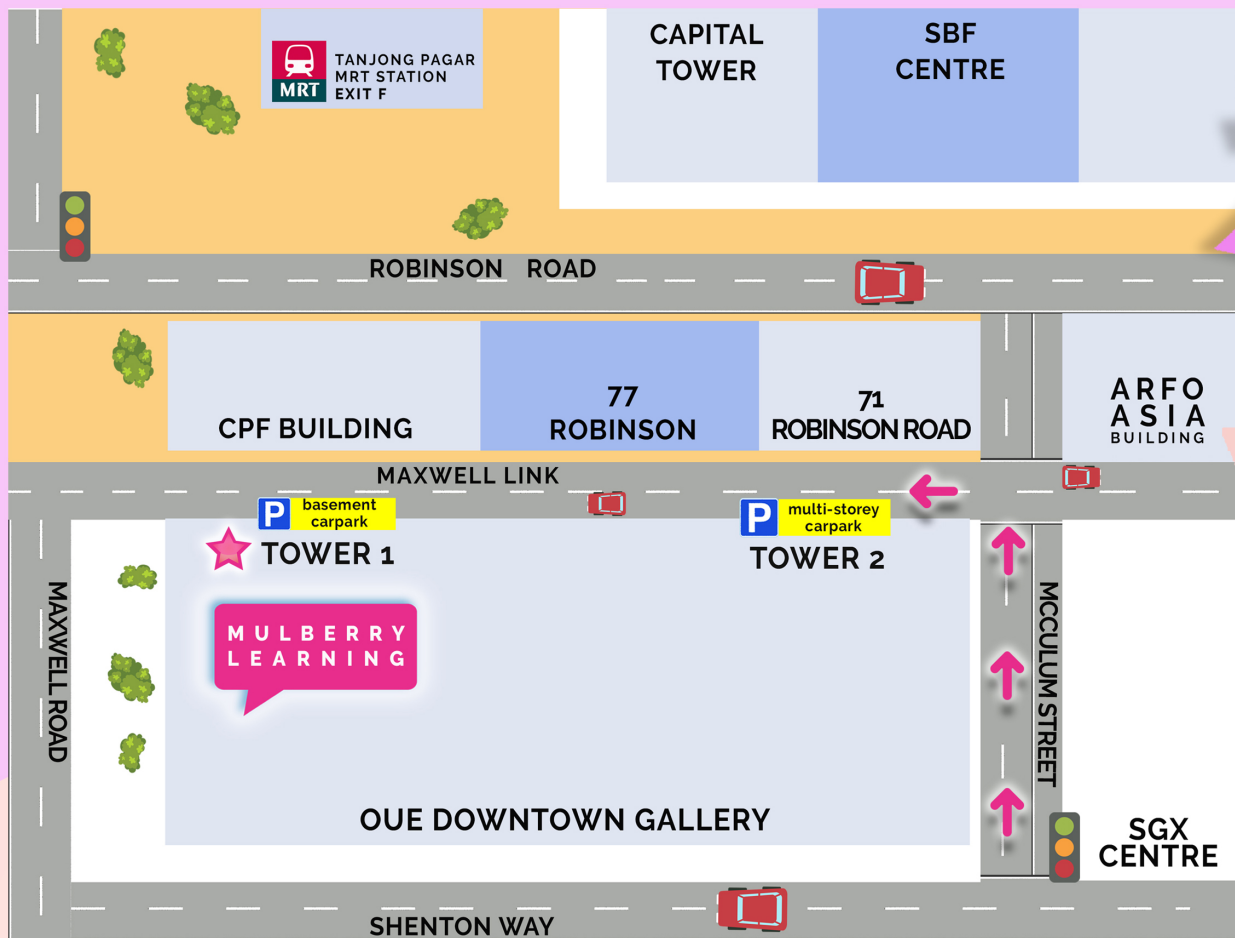 CAPITAL
TOWER
SBF
CENTRE
MRT
TANJONG PAGAR
MRT STATION
EXIT F
ROBINSON ROAD
CPF BUILDING
77
ROBINSON
71
ROBINSON ROAD
ARFO
ASIA
BUILDING
MAXWELL LINK
P
basement
carpark
TOWER 1
P
multi-storey
carpark
TOWER 2
MULBERRY
LEARNING
MAXWELL ROAD
MCCULUM STREET
OUE DOWNTOWN GALLERY
SGX
CENTRE
SHENTON WAY